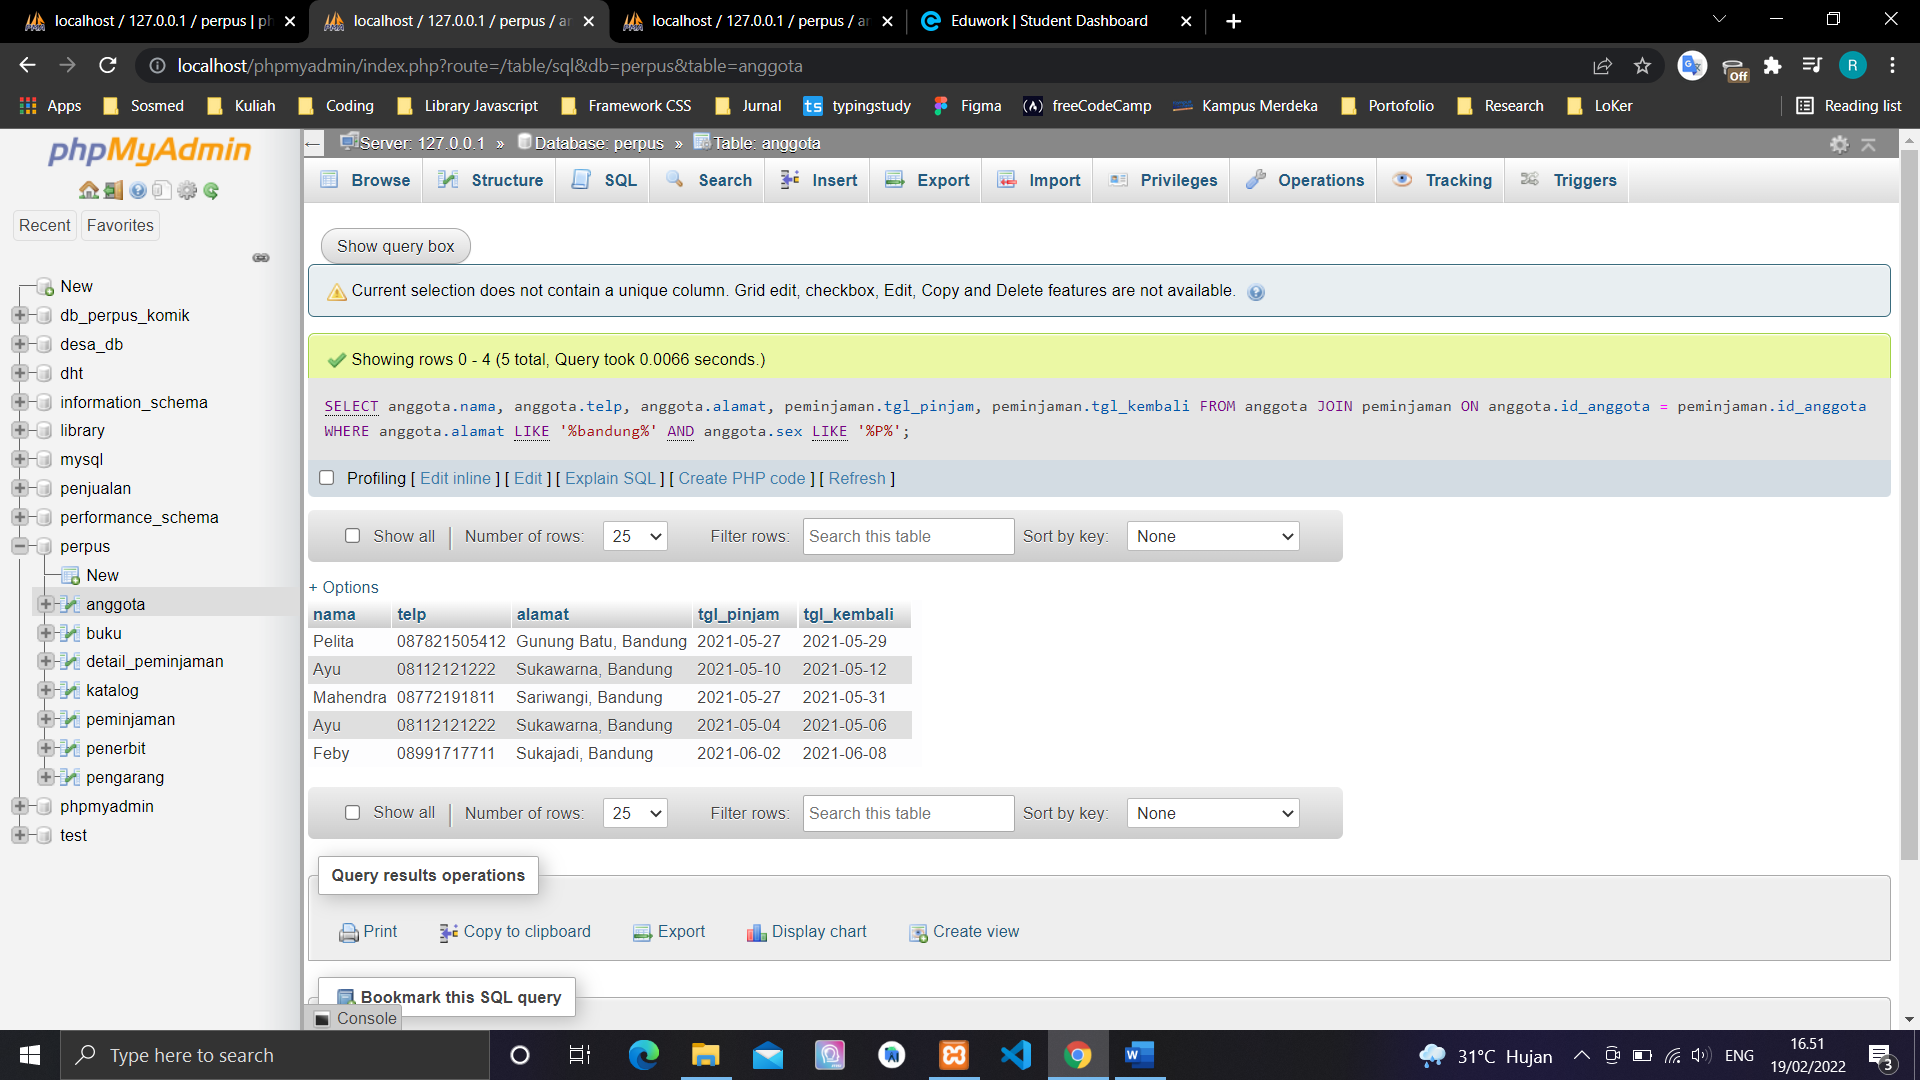 localhost / 127.0.0.1 / perpus | ph
localhost / 127.0.0.1 / perpus / an
localhost / 127.0.0.1 / perpus / an
Eduwork | Student Dashboard
localhost/phpmyadmin/index.php?route=/table/sql&db=perpus&table=anggota
Off
R
Apps Sosmed Kuliah Coding Library Javascript Framework CSS Jurnal ts typingstudy Figma (A) freeCodeCamp Kampus Merdeka Portofolio Research LoKer Reading list
phpMyAdmin
Recent Favorites
New
db_perpus_komik
desa_db
dht
information_schema
library
mysql
penjualan
performance_schema
perpus
New
anggota
buku
detail_peminjaman
katalog
peminjaman
penerbit
pengarang
phpmyadmin
test
Server: 127.0.0.1 » Database: perpus » Table: anggota
Browse Structure SQL Search Insert Export Import Privileges Operations Tracking Triggers
Show query box
Current selection does not contain a unique column. Grid edit, checkbox, Edit, Copy and Delete features are not available.
Showing rows 0 - 4 (5 total, Query took 0.0066 seconds.)
SELECT anggota.nama, anggota.telp, anggota.alamat, peminjaman.tgl_pinjam, peminjaman.tgl_kembali FROM anggota JOIN peminjaman ON anggota.id_anggota = peminjaman.id_anggota
WHERE anggota.alamat LIKE '%bandung%' AND anggota.sex LIKE '%P%';
Profiling [ Edit inline ] [ Edit ] [ Explain SQL ] [ Create PHP code ] [ Refresh ]
Show all Number of rows: 25 Filter rows: Search this table Sort by key: None
+ Options
nama telp alamat tgl_pinjam tgl_kembali
Pelita 087821505412 Gunung Batu, Bandung 2021-05-27 2021-05-29
Ayu 08112121222 Sukawarna, Bandung 2021-05-10 2021-05-12
Mahendra 08772191811 Sariwangi, Bandung 2021-05-27 2021-05-31
Ayu 08112121222 Sukawarna, Bandung 2021-05-04 2021-05-06
Feby 08991717711 Sukajadi, Bandung 2021-06-02 2021-06-08
Show all Number of rows: 25 Filter rows: Search this table Sort by key: None
Query results operations
Print Copy to clipboard Export Display chart Create view
Bookmark this SQL query
Console
Type here to search
31°C Hujan
ENG
16.51
19/02/2022
3